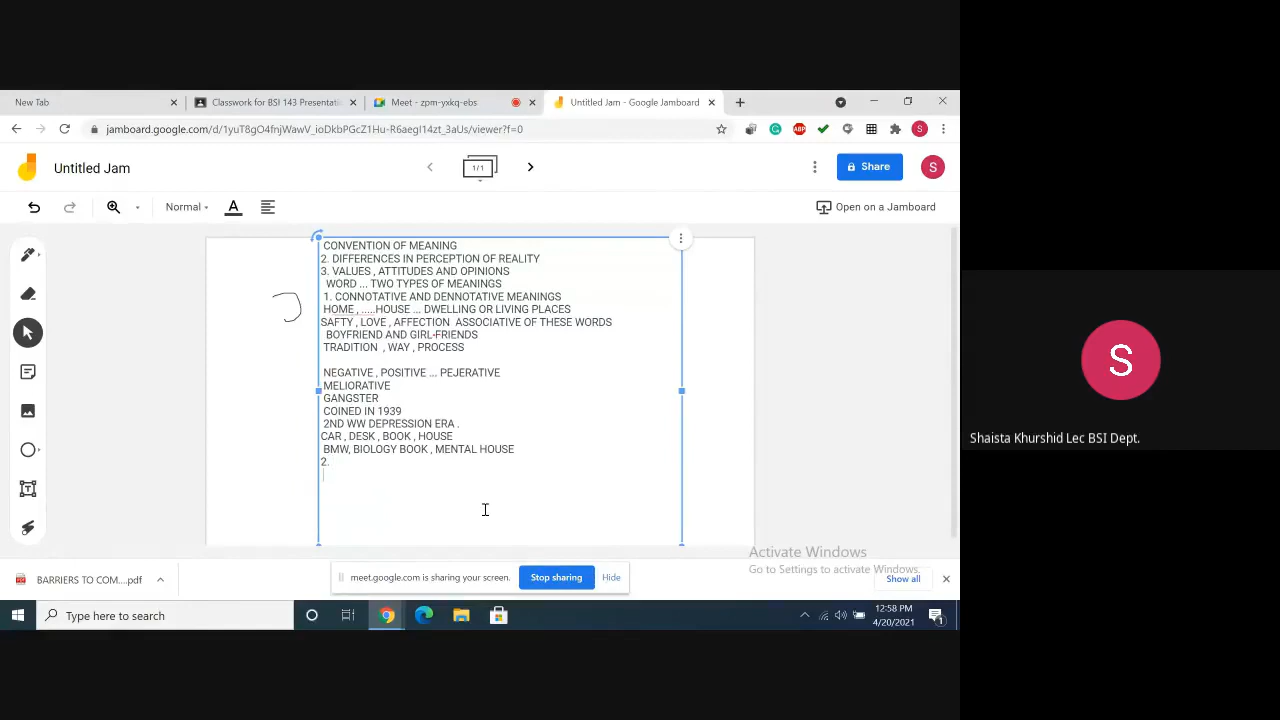 New Tab
Classwork for BSI 143 Presentati
Meet - zpm-yxkq-ebs
Untitled Jam - Google Jamboard
jamboard.google.com/d/1yuT8gO4fnjWawV_ioDkbPGcZ1Hu-R6aegI14zt_3aUs/viewer?f=0
ABP
S
Untitled Jam
1/1
Share
S
Normal
A
Open on a Jamboard
CONVENTION OF MEANING
2. DIFFERENCES IN PERCEPTION OF REALITY
3. VALUES , ATTITUDES AND OPINIONS
WORD ... TWO TYPES OF MEANINGS
1. CONNOTATIVE AND DENNOTATIVE MEANINGS
HOME , .....HOUSE ... DWELLING OR LIVING PLACES
SAFTY , LOVE , AFFECTION ASSOCIATIVE OF THESE WORDS
BOYFRIEND AND GIRL-FRIENDS
TRADITION , WAY , PROCESS
NEGATIVE , POSITIVE ... PEJERATIVE
MELIORATIVE
GANGSTER
COINED IN 1939
2ND WW DEPRESSION ERA .
CAR , DESK , BOOK , HOUSE
BMW, BIOLOGY BOOK , MENTAL HOUSE
2.
S
Shaista Khurshid Lec BSI Dept.
Activate Windows
Go to Settings to activate Windows.
BARRIERS TO COM....pdf
meet.google.com is sharing your screen.
Stop sharing
Hide
Show all
Type here to search
12:58 PM
4/20/2021
1